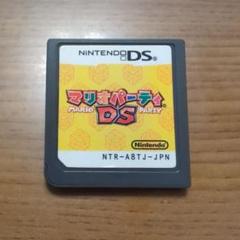 NINTENDO DS
マリオパーティ
MARIO PARTY
DS
Nintendo
NTR-A8TJ-JPN